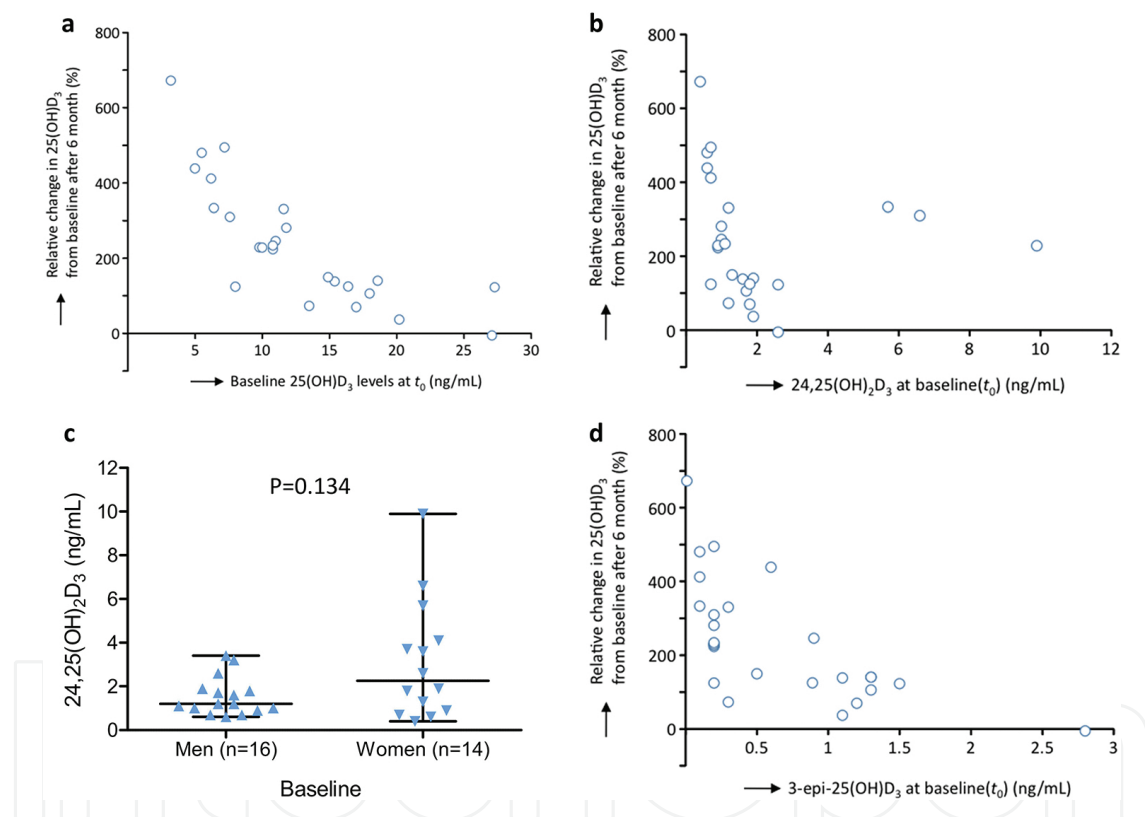 a
Relative change in 25(OH)D3
from baseline after 6 month (%)
800
600
400
200
0
5 10 15 20 25 30
Baseline 25(OH)D3 levels at t0 (ng/mL)
b
Relative change in 25(OH)D3
from baseline after 6 month (%)
800
600
400
200
0
2 4 6 8 10 12
24,25(OH)2D3 at baseline(t0) (ng/mL)
c
24,25(OH)2D3 (ng/mL)
12
10
8
6
4
2
0
P=0.134
Men (n=16) Women (n=14)
Baseline
d
Relative change in 25(OH)D3
from baseline after 6 month (%)
800
600
400
200
0
0.5 1 1.5 2 2.5 3
3-epi-25(OH)D3 at baseline(t0) (ng/mL)